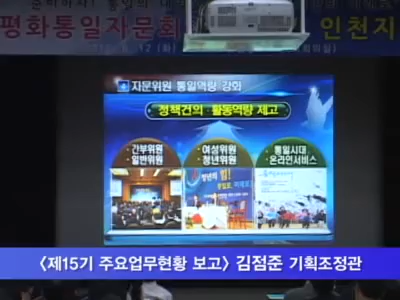 평화통일자문회
인천지
12 (화)
4 자문위원 통일역량 강화
정책건의·활동역량 제고
· 간부위원
· 일반위원
· 여성위원
· 청년위원
· 통일시대
· 온라인서비스
<제15기 주요업무현황 보고> 김점준 기획조정관